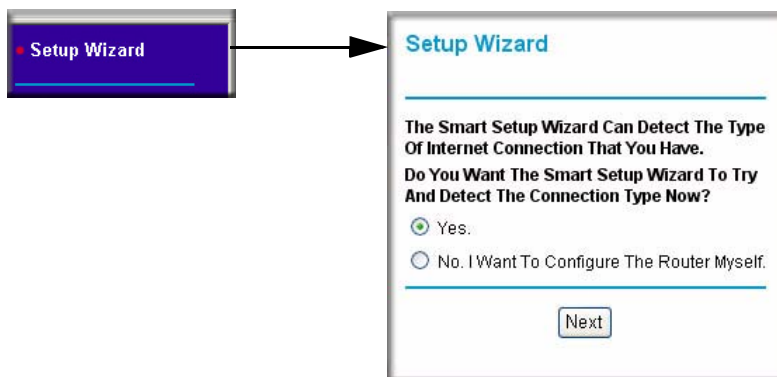 Setup Wizard
Setup Wizard
The Smart Setup Wizard Can Detect The Type
Of Internet Connection That You Have.
Do You Want The Smart Setup Wizard To Try
And Detect The Connection Type Now?
Yes.
No. I Want To Configure The Router Myself.
Next